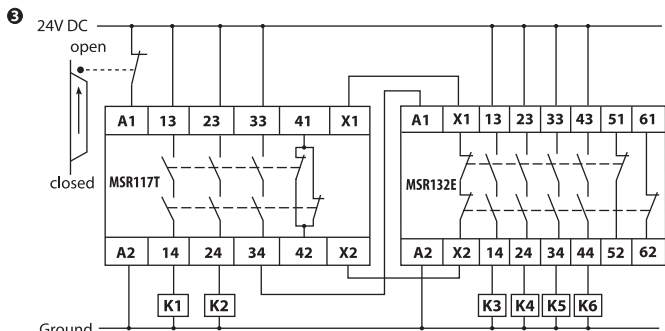 ❸
24V DC
open
A1 13 23 33 41 X1
A1 X1 13 23 33 43 51 61
closed
MSR117T
MSR132E
A2 14 24 34 42 X2
A2 X2 14 24 34 44 52 62
K1 K2
K3 K4 K5 K6
Ground